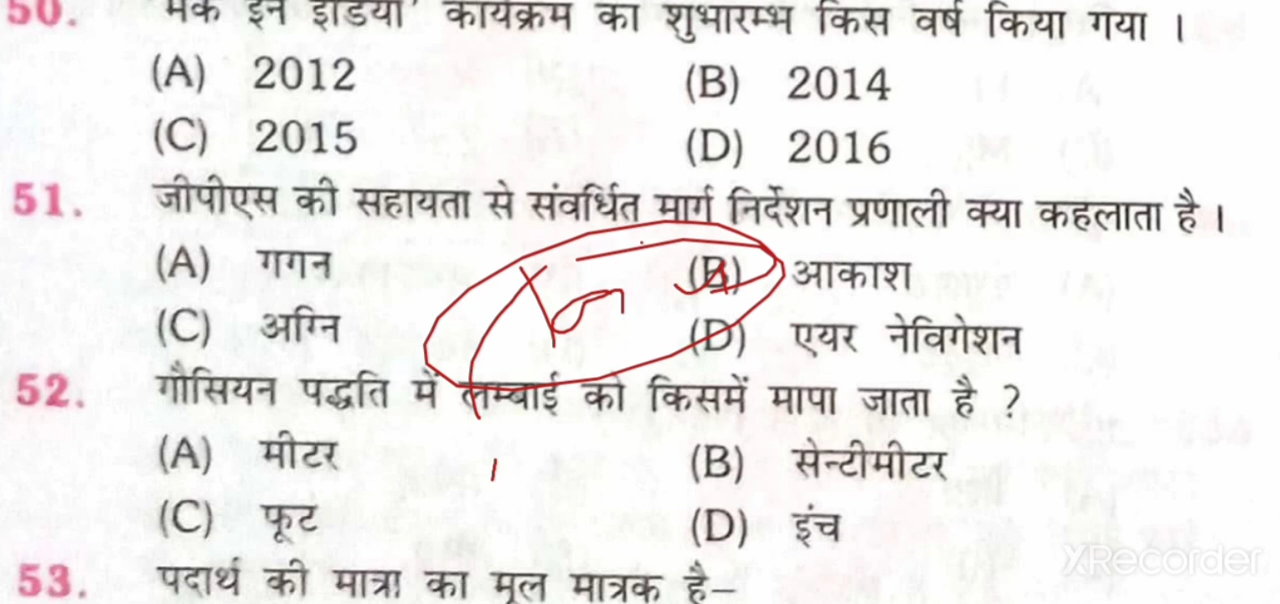 50. मेक इन इंडिया' कार्यक्रम का शुभारम्भ किस वर्ष किया गया ।
(A) 2012 (B) 2014
(C) 2015 (D) 2016
51. जीपीएस की सहायता से संवर्धित मार्ग निर्देशन प्रणाली क्या कहलाता है ।
(A) गगन (B) आकाश
(C) अग्नि (D) एयर नेविगेशन
52. गौसियन पद्धति में लम्बाई को किसमें मापा जाता है ?
(A) मीटर (B) सेन्टीमीटर
(C) फूट (D) इंच
53. पदार्थ की मात्रा का मूल मात्रक है–
XRecorder